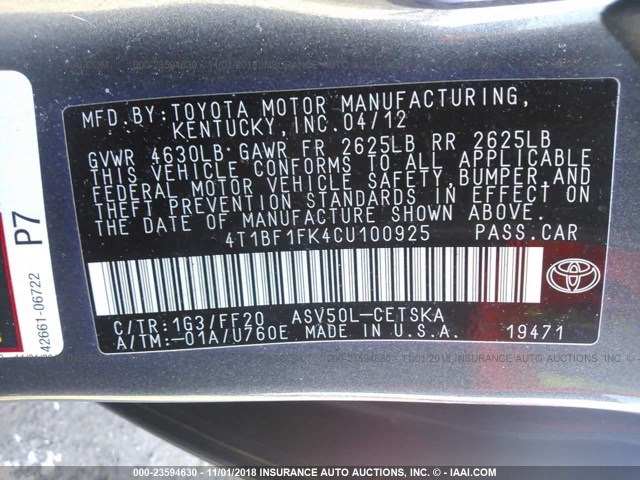 MFD.BY:TOYOTA MOTOR MANUFACTURING,
KENTUCKY,INC.04/12
GVWR 4630LB GAWR FR 2625LB RR 2625LB
THIS VEHICLE CONFORMS TO ALL APPLICABLE
FEDERAL MOTOR VEHICLE SAFETY,BUMPER,AND
THEFT PREVENTION STANDARDS IN EFFECT ON
THE DATE OF MANUFACTURE SHOWN ABOVE.
4T1BF1FK4CU100925 PASS.CAR
C/TR:1G3/FF20 ASV50L-CETSKA
A/TM:-01A/U760E MADE IN U.S.A. 19471
P7
42661-06722
000-23594630 - 11/01/2018 INSURANCE AUTO AUCTIONS, INC. - © IAAI.COM